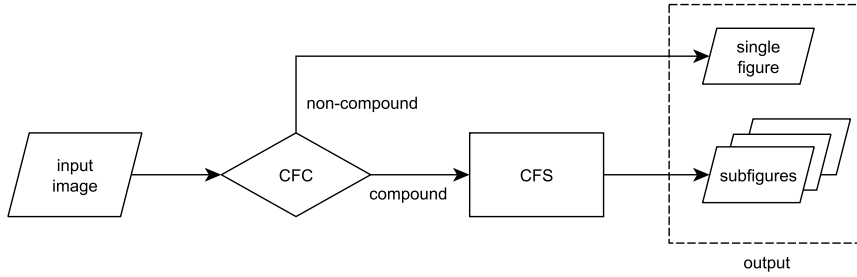 single
figure
non-compound
input
image
CFC
compound
CFS
subfigures
output